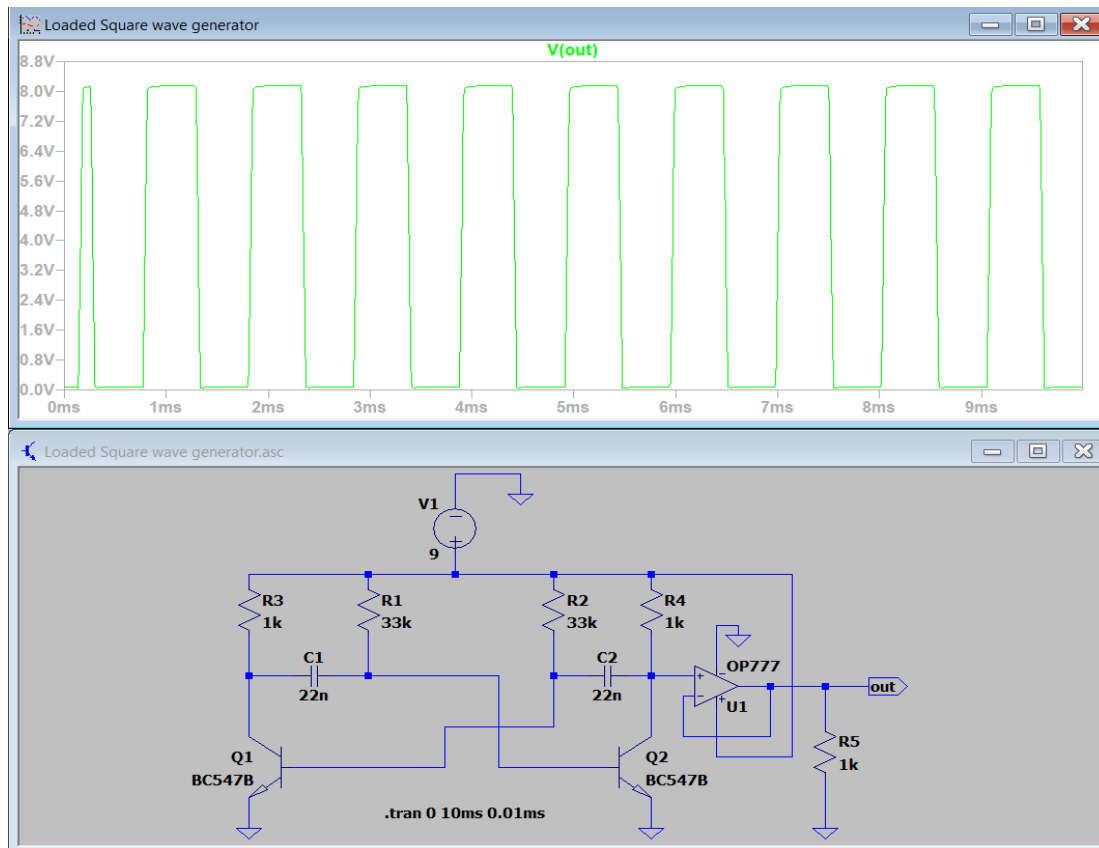 Loaded Square wave generator
V(out)
8.8V
8.0V
7.2V
6.4V
5.6V
4.8V
4.0V
3.2V
2.4V
1.6V
0.8V
0.0V
0ms 1ms 2ms 3ms 4ms 5ms 6ms 7ms 8ms 9ms
Loaded Square wave generator.asc
V1
9
R3
1k
R1
33k
R2
33k
R4
1k
C1
22n
C2
22n
OP777
U1
out
R5
1k
Q1
BC547B
Q2
BC547B
.tran 0 10ms 0.01ms